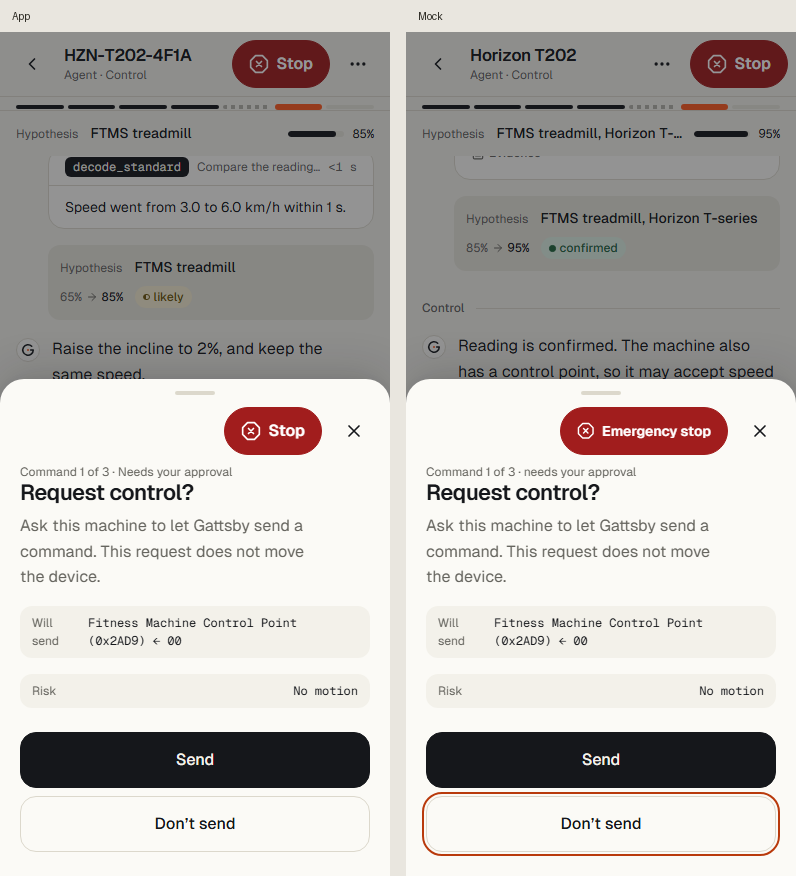 App
HZN-T202-4F1A
Agent · Control
Stop
Hypothesis FTMS treadmill 85%
decode_standard Compare the reading… <1 s
Speed went from 3.0 to 6.0 km/h within 1 s.
Hypothesis FTMS treadmill
65% → 85% likely
G Raise the incline to 2%, and keep the
same speed.
Stop
Command 1 of 3 · Needs your approval
Request control?
Ask this machine to let Gattsby send a
command. This request does not move
the device.
Will send
Fitness Machine Control Point
(0x2AD9) ← 00
Risk No motion
Send
Don’t send
Mock
Horizon T202
Agent · Control
Stop
Hypothesis FTMS treadmill, Horizon T-… 95%
Evidence
Hypothesis FTMS treadmill, Horizon T-series
85% → 95% confirmed
Control
G Reading is confirmed. The machine also
has a control point, so it may accept speed
Emergency stop
Command 1 of 3 · needs your approval
Request control?
Ask this machine to let Gattsby send a
command. This request does not move
the device.
Will send
Fitness Machine Control Point
(0x2AD9) ← 00
Risk No motion
Send
Don’t send